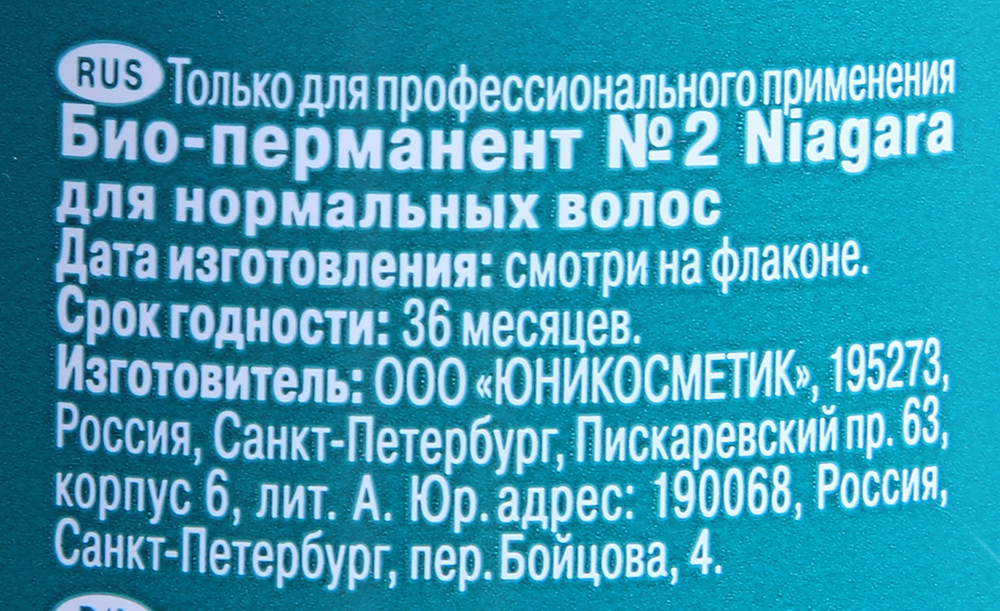 RUS Только для профессионального применения
Био-перманент №2 Niagara
для нормальных волос
Дата изготовления: смотри на флаконе.
Срок годности: 36 месяцев.
Изготовитель: ООО «ЮНИКОСМЕТИК», 195273,
Россия, Санкт-Петербург, Пискаревский пр. 63,
корпус 6, лит. А. Юр. адрес: 190068, Россия,
Санкт-Петербург, пер. Бойцова, 4.